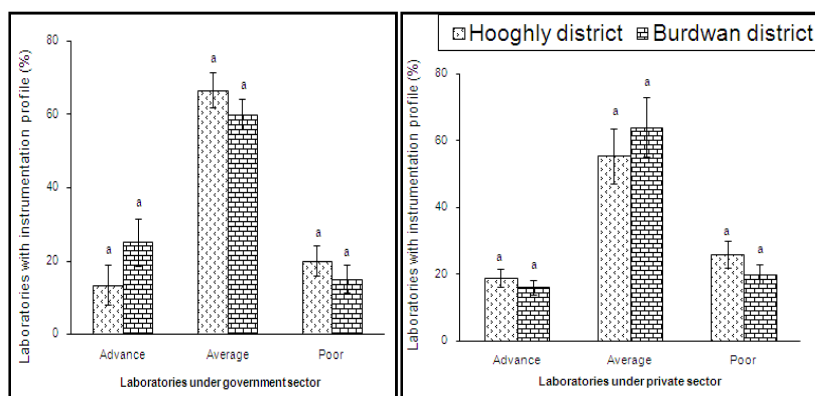 Laboratories with instrumentation profile (%)
80
60
40
20
0
a
a
a
a
a
a
Advance Average Poor
Laboratories under government sector
Hooghly district Burdwan district
Laboratories with instrumentation profile (%)
80
60
40
20
0
a
a
a
a
a
a
Advance Average Poor
Laboratories under private sector